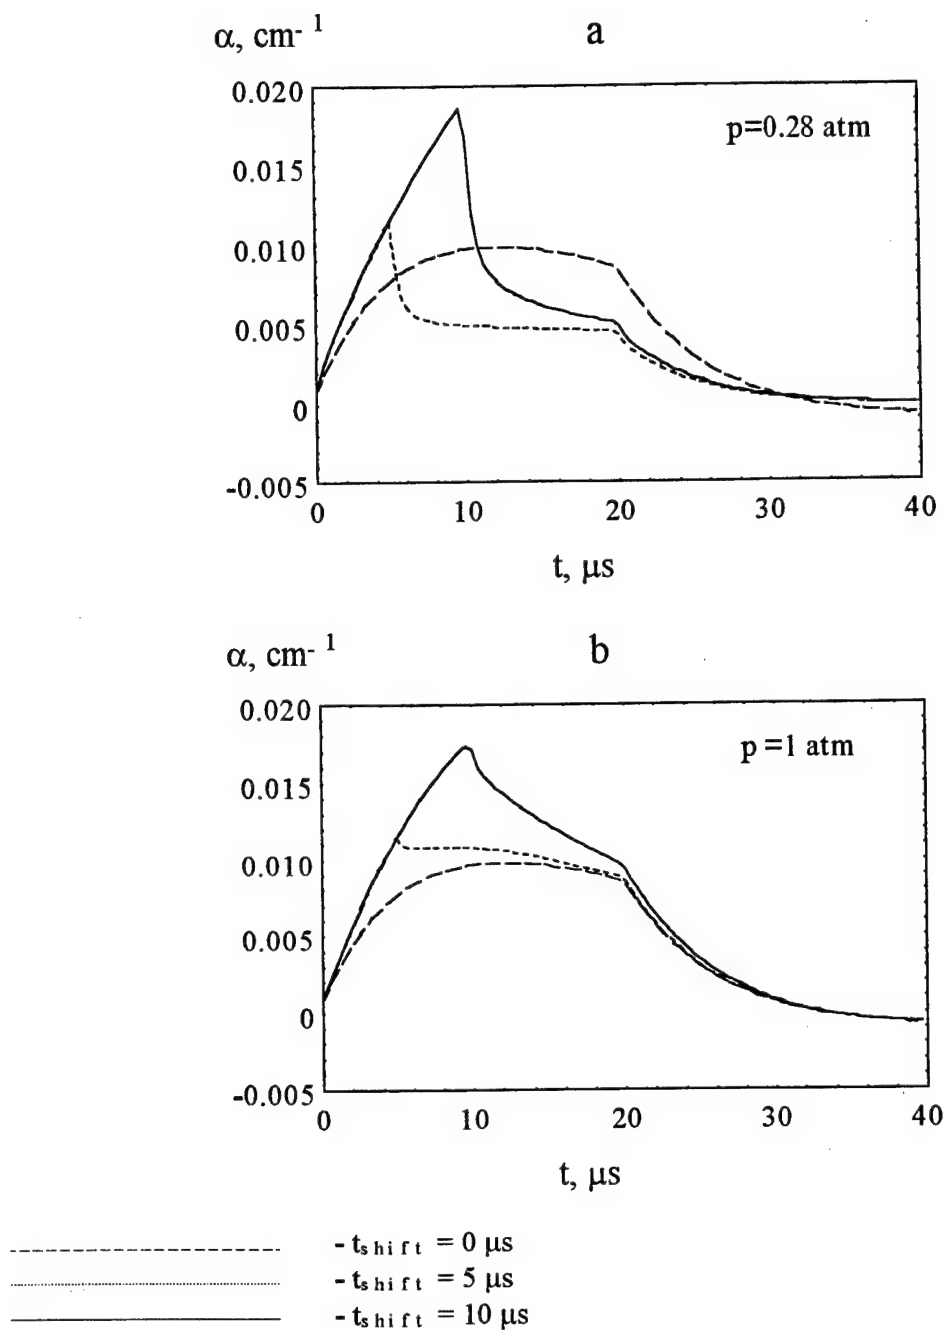 α, cm-1 a
0.020
p=0.28 atm
0.015
0.010
0.005
0
-0.005
0 10 20 30 40
t, μs
α, cm-1 b
0.020
p =1 atm
0.015
0.010
0.005
0
-0.005
0 10 20 30 40
t, μs
- tshift = 0 μs
- tshift = 5 μs
- tshift = 10 μs